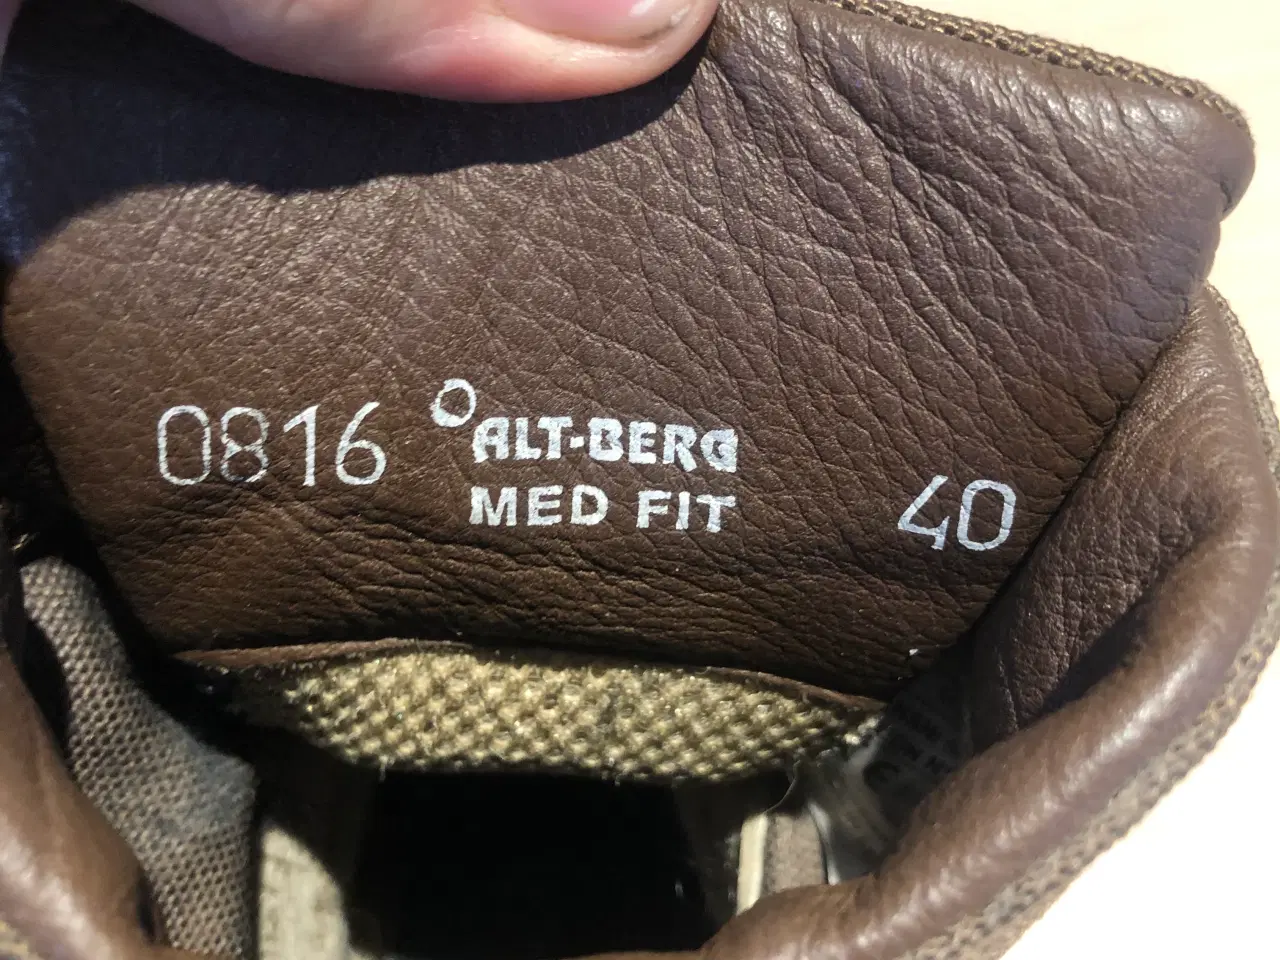 0816 ALT-BERG
MED FIT 40